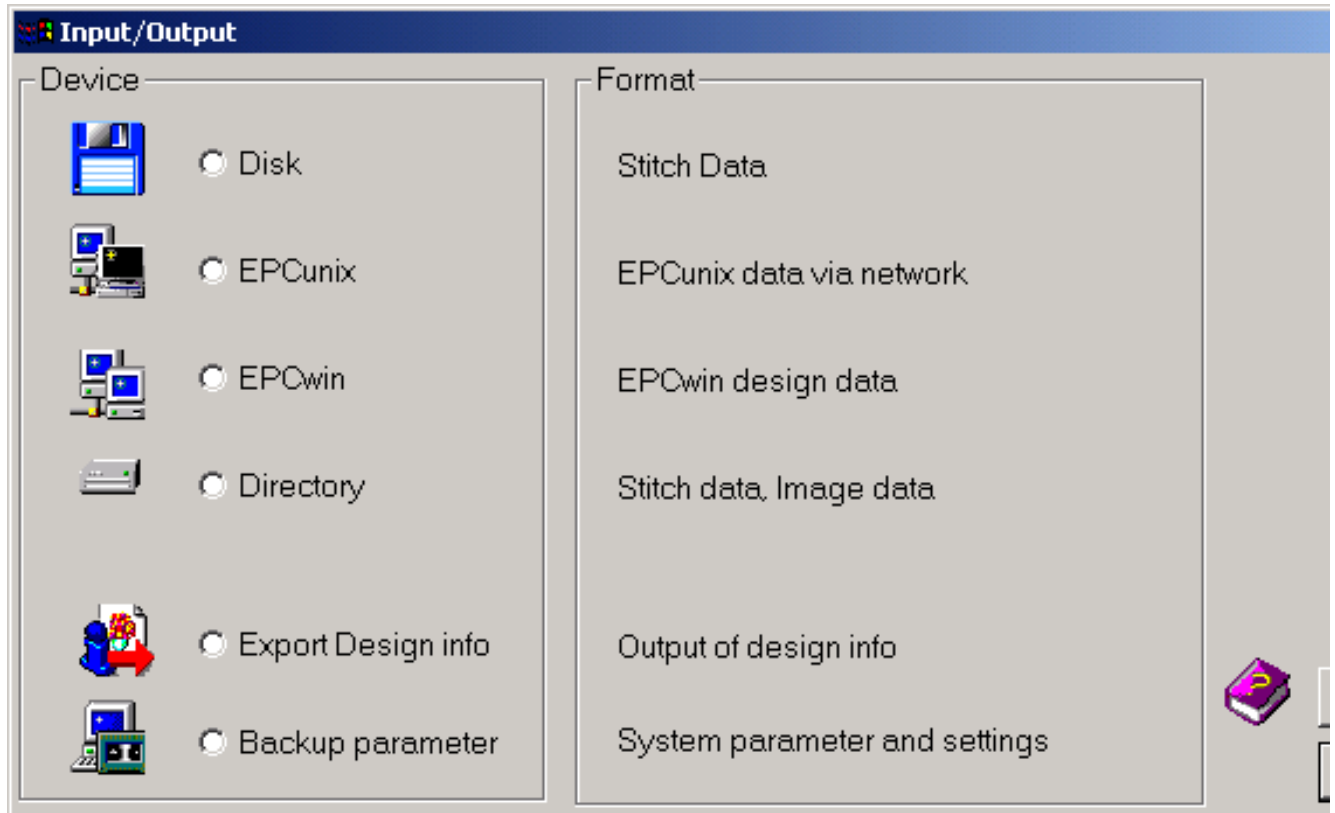 Input/Output
Device
Format
Disk
Stitch Data
EPCunix
EPCunix data via network
EPCwin
EPCwin design data
Directory
Stitch data, Image data
Export Design info
Output of design info
Backup parameter
System parameter and settings
?